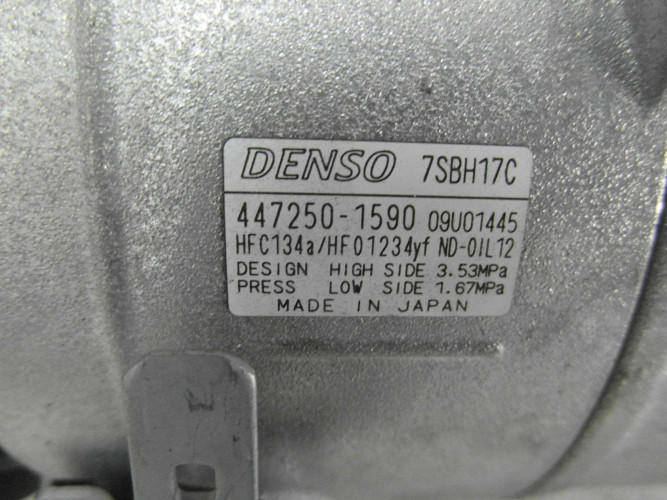 DENSO 7SBH17C
447250-1590 09U01445
HFC134a/HFO1234yf ND-OIL12
DESIGN HIGH SIDE 3.53MPa
PRESS LOW SIDE 1.67MPa
MADE IN JAPAN